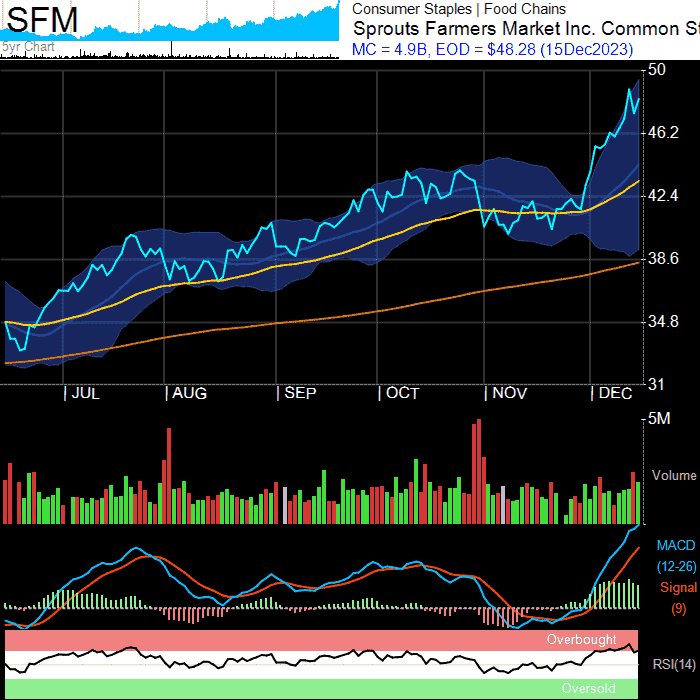 SFM
5yr Chart
Consumer Staples | Food Chains
Sprouts Farmers Market Inc. Common St
MC = 4.9B, EOD = $48.28 (15Dec2023)
50
46.2
42.4
38.6
34.8
31
| JUL | AUG | SEP | OCT | NOV | DEC
5M
Volume
MACD
(12-26)
Signal
(9)
Overbought
RSI(14)
Oversold